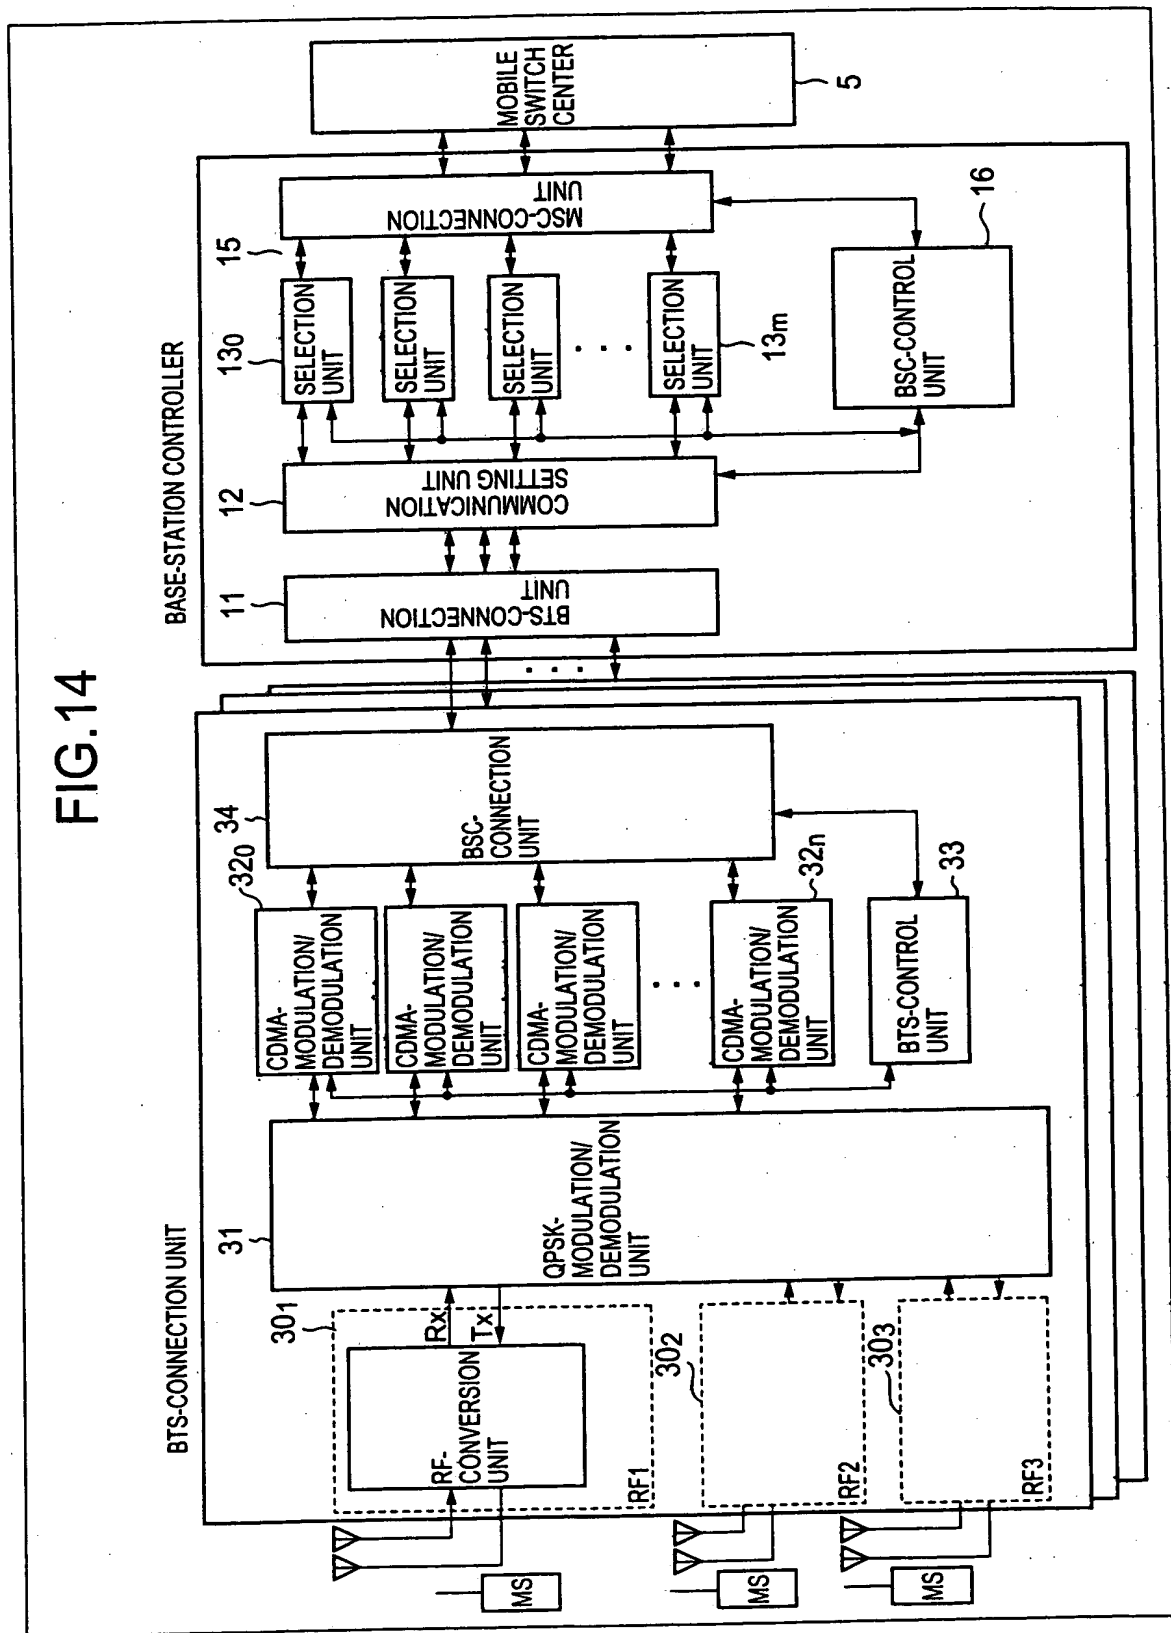 FIG.14
BTS-CONNECTION UNIT
BASE-STATION CONTROLLER
301
RF-
CONVERSION
UNIT
Rx
Tx
RF1
302
RF2
303
RF3
MS
MS
MS
31
QPSK-
MODULATION/
DEMODULATION
UNIT
320
CDMA-
MODULATION/
DEMODULATION
UNIT
CDMA-
MODULATION/
DEMODULATION
UNIT
CDMA-
MODULATION/
DEMODULATION
UNIT
. . .
CDMA-
MODULATION/
DEMODULATION
UNIT
32n
BTS-CONTROL
UNIT
33
34
BSC-
CONNECTION
UNIT
. . .
11
BTS-CONNECTION
UNIT
12
COMMUNICATION
SETTING UNIT
130
SELECTION
UNIT
SELECTION
UNIT
SELECTION
UNIT
. . .
SELECTION
UNIT
13m
15
MSC-CONNECTION
UNIT
BSC-CONTROL
UNIT
16
MOBILE
SWITCH
CENTER
5